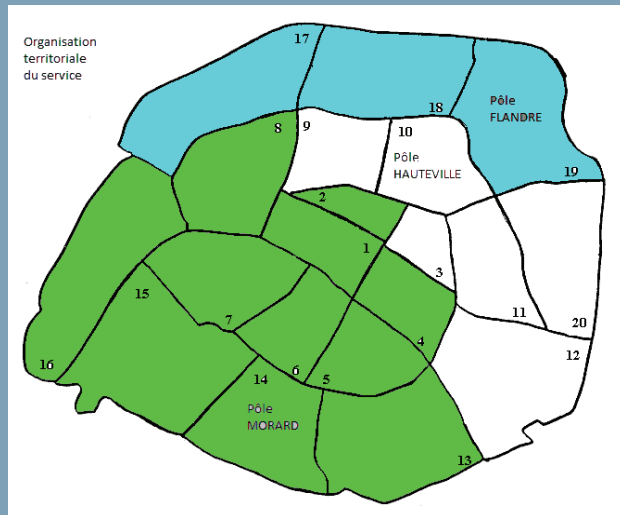 Organisation
territoriale
du service
17
18
Pôle
FLANDRE
19
8
9
10
Pôle
HAUTEVILLE
2
1
3
15
7
4
11
20
12
16
14
6
5
Pôle
MORARD
13